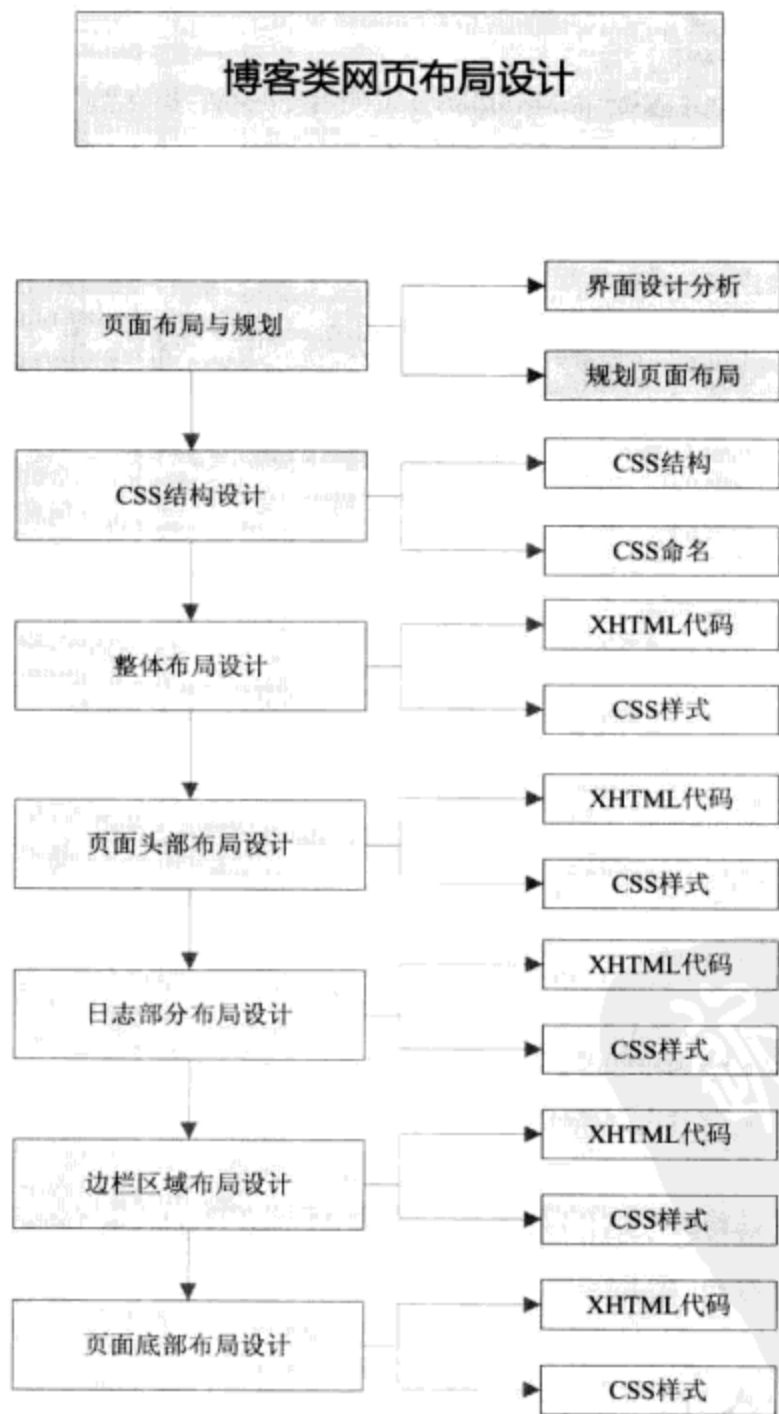 博客类网页布局设计
页面布局与规划
界面设计分析
规划页面布局
CSS结构设计
CSS结构
CSS命名
整体布局设计
XHTML代码
CSS样式
页面头部布局设计
XHTML代码
CSS样式
日志部分布局设计
XHTML代码
CSS样式
边栏区域布局设计
XHTML代码
CSS样式
页面底部布局设计
XHTML代码
CSS样式